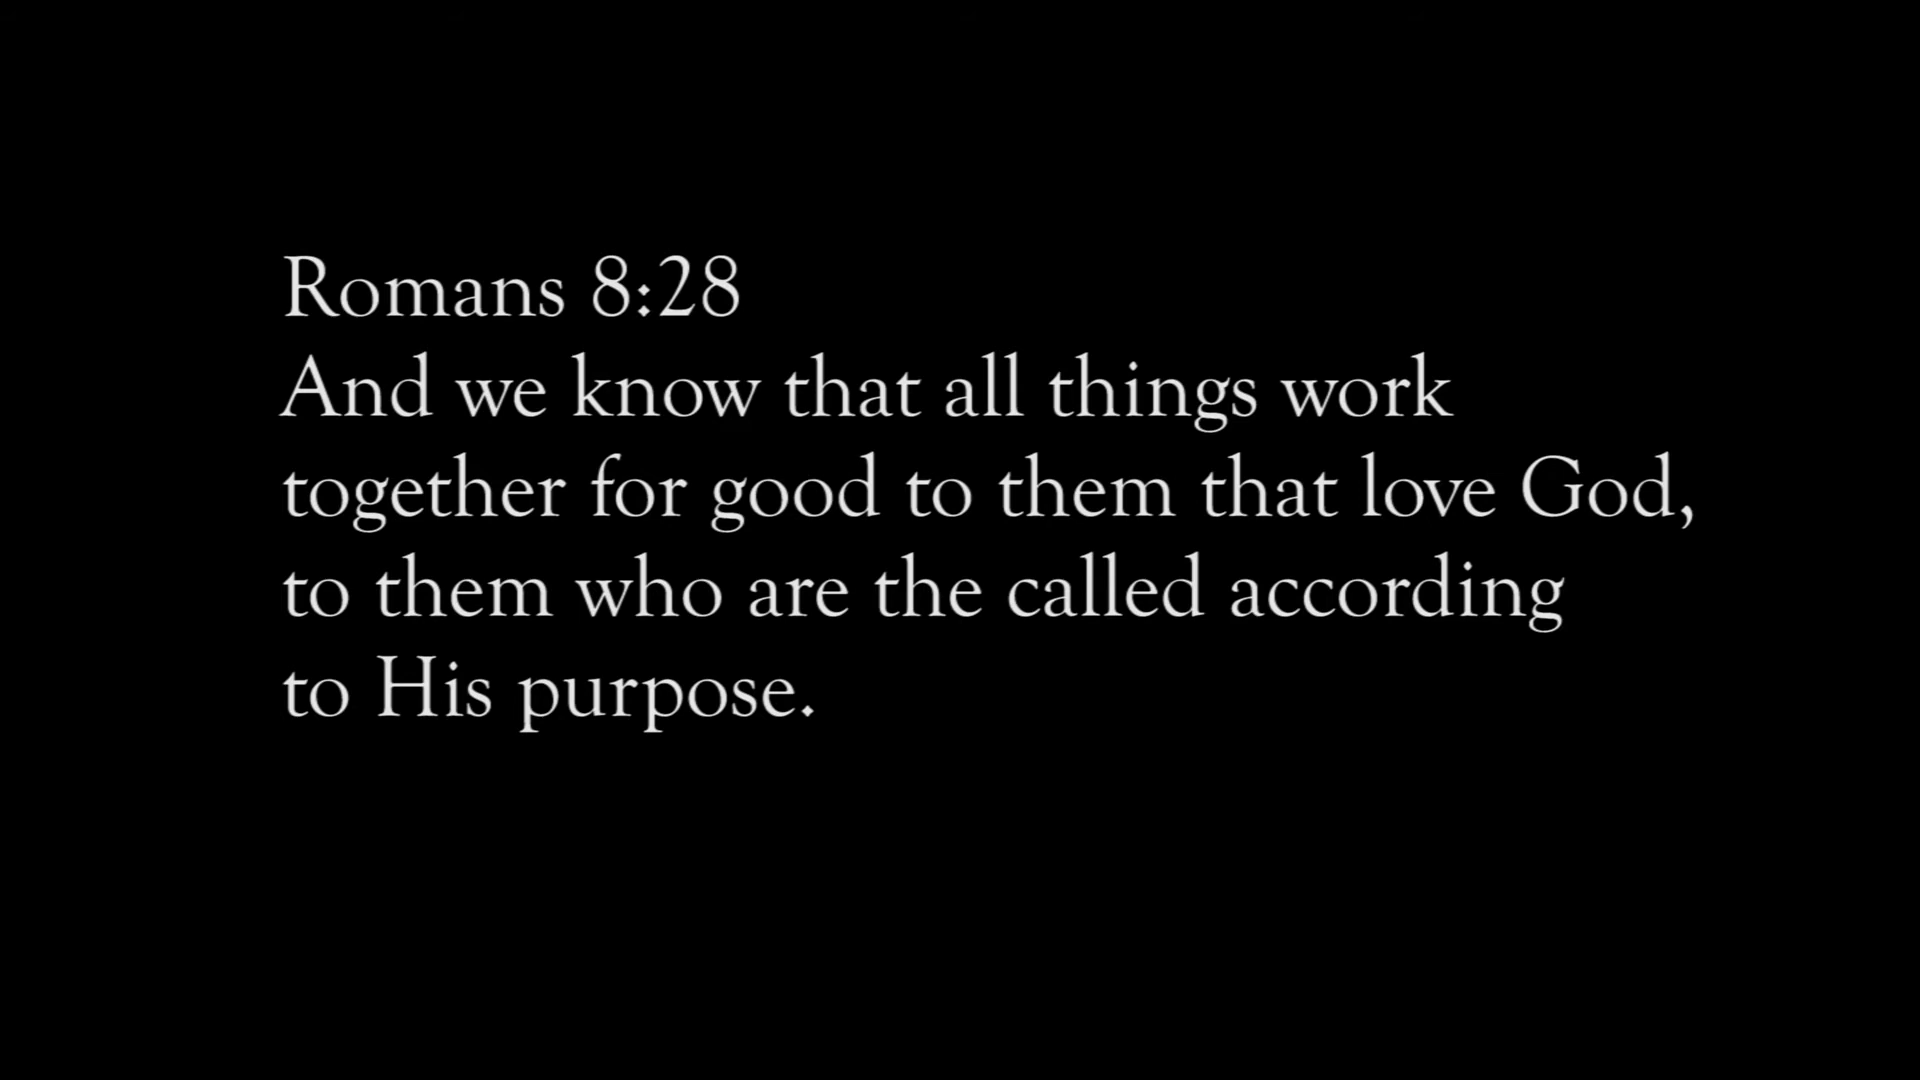 Romans 8:28
And we know that all things work
together for good to them that love God,
to them who are the called according
to His purpose.